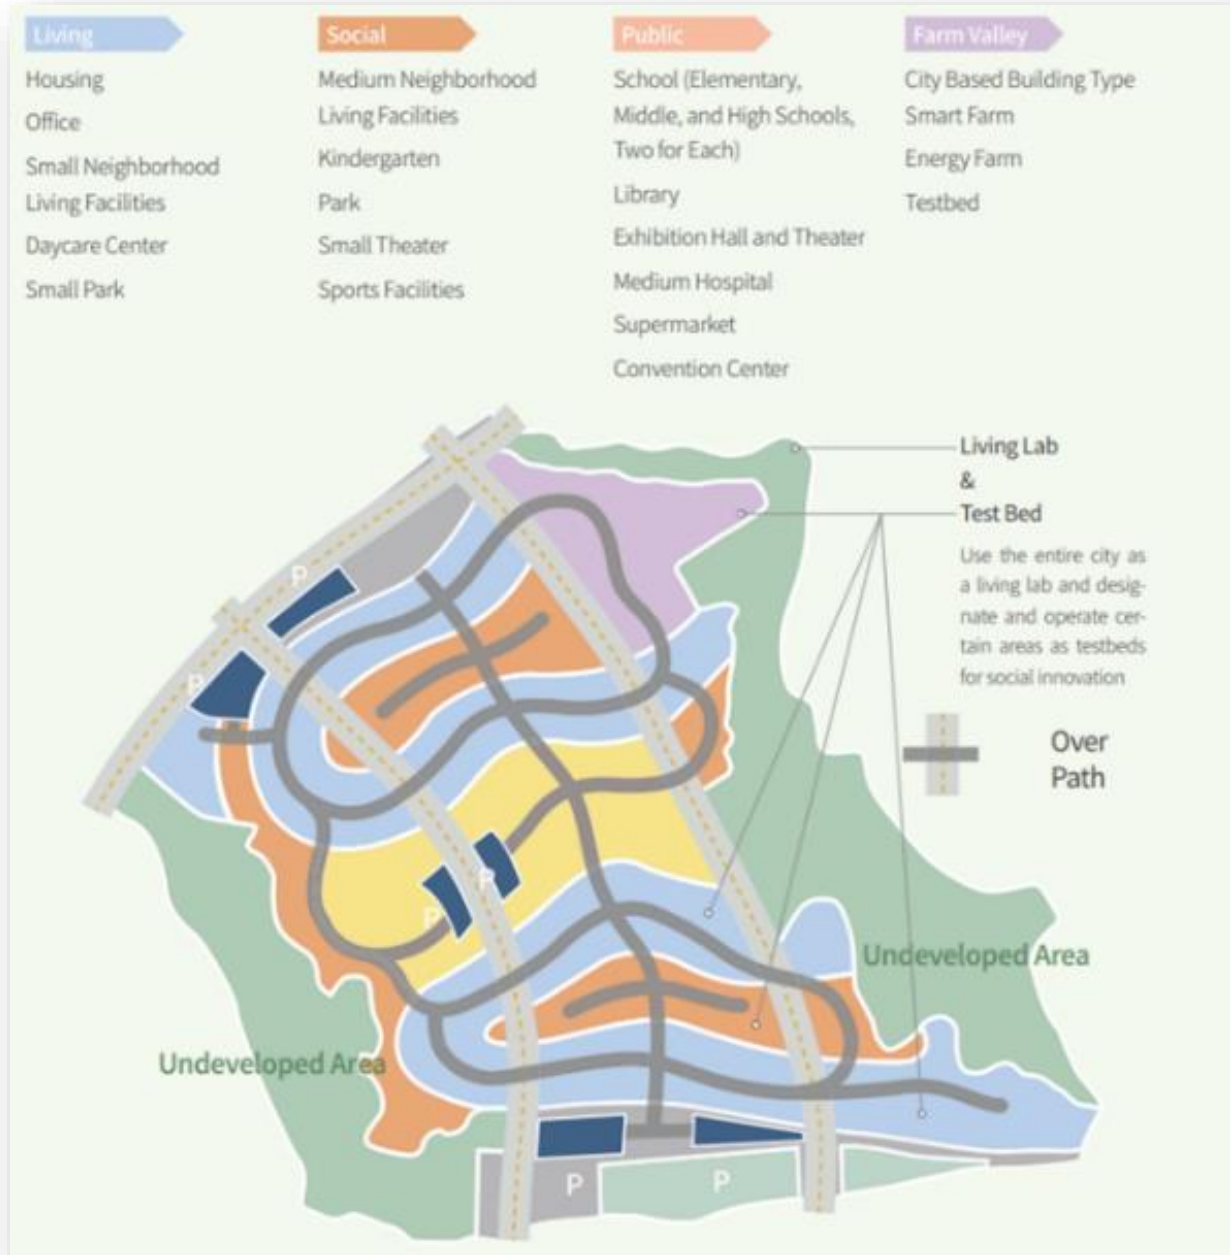 Living
Housing
Office
Small Neighborhood
Living Facilities
Daycare Center
Small Park
Social
Medium Neighborhood
Living Facilities
Kindergarten
Park
Small Theater
Sports Facilities
Public
School (Elementary,
Middle, and High Schools,
Two for Each)
Library
Exhibition Hall and Theater
Medium Hospital
Supermarket
Convention Center
Farm Valley
City Based Building Type
Smart Farm
Energy Farm
Testbed
Living Lab
&
Test Bed
Use the entire city as
a living lab and desig-
nate and operate cer-
tain areas as testbeds
for social innovation
Over
Path
P
P
P
P
Undeveloped Area
Undeveloped Area
P
P